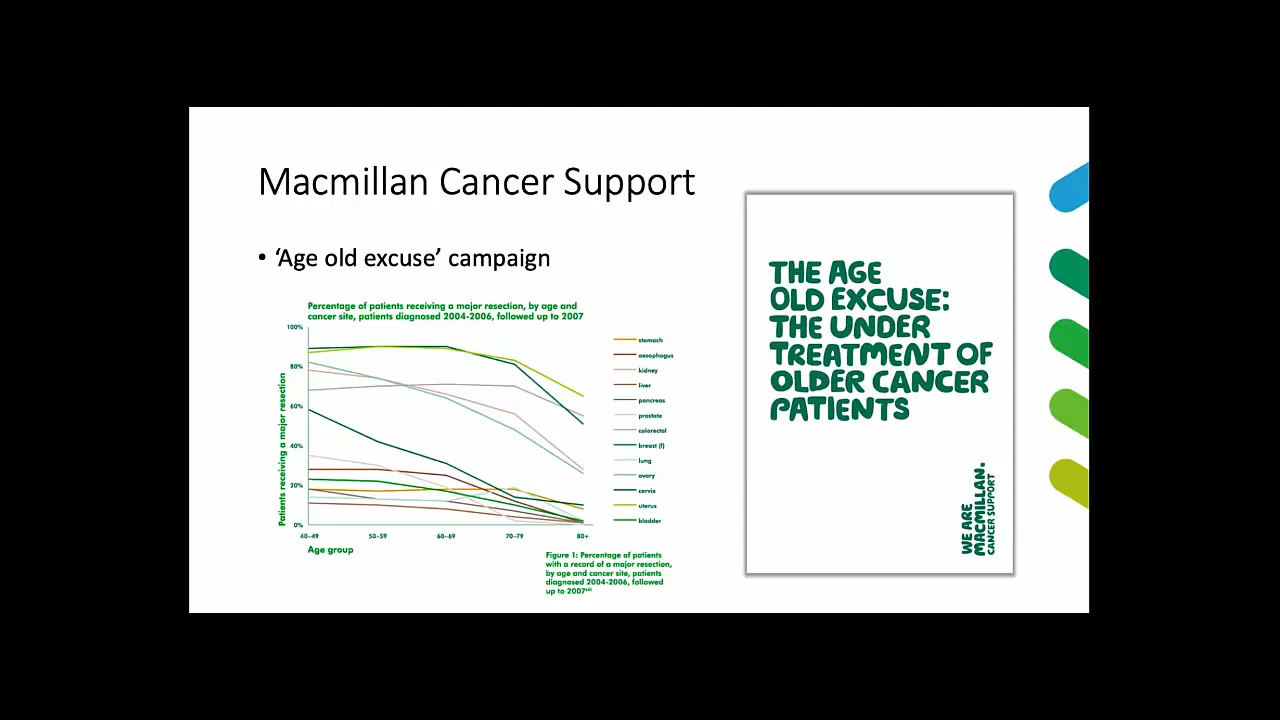 Macmillan Cancer Support
• ‘Age old excuse’ campaign
Percentage of patients receiving a major resection, by age and
cancer site, patients diagnosed 2004-2006, followed up to 2007
Patients receiving a major resection
100%
80%
60%
40%
20%
0%
40–49
50–59
60–69
70–79
80+
Age group
stomach
oesophagus
kidney
liver
pancreas
prostate
colorectal
breast (f)
lung
ovary
cervix
uterus
bladder
Figure 1: Percentage of patients
with a record of a major resection,
by age and cancer site, patients
diagnosed 2004-2006, followed
up to 2007
THE AGE
OLD EXCUSE:
THE UNDER
TREATMENT OF
OLDER CANCER
PATIENTS
WE ARE
MACMILLAN.
CANCER SUPPORT